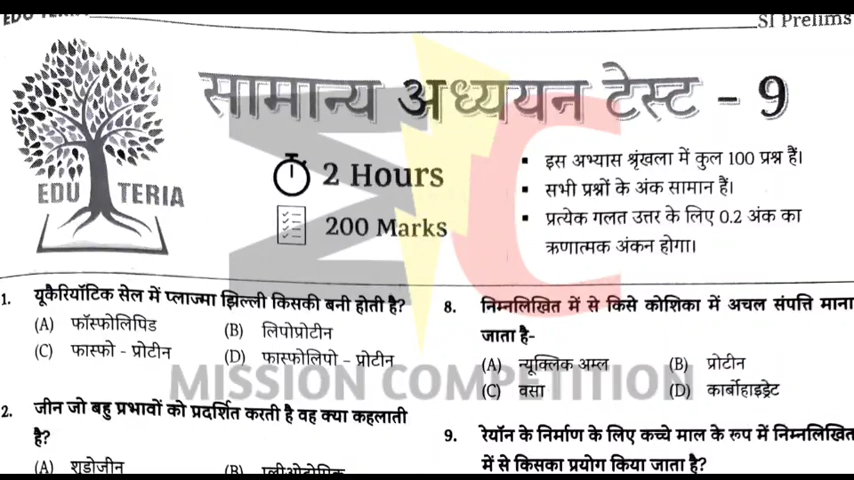 SI Prelims
सामान्य अध्ययन टेस्ट - 9
EDU TERIA
2 Hours
200 Marks
▪ इस अभ्यास श्रृंखला में कुल 100 प्रश्न हैं।
▪ सभी प्रश्नों के अंक सामान हैं।
▪ प्रत्येक गलत उत्तर के लिए 0.2 अंक का
ऋणात्मक अंकन होगा।
1. यूकैरियॉटिक सेल में प्लाज्मा झिल्ली किसकी बनी होती है?
(A) फॉस्फोलिपिड (B) लिपोप्रोटीन
(C) फास्फो - प्रोटीन (D) फास्फोलिपो - प्रोटीन
2. जीन जो बहु प्रभावों को प्रदर्शित करती है वह क्या कहलाती
है?
(A) शूडोजीन (B)
8. निम्नलिखित में से किसे कोशिका में अचल संपत्ति माना
जाता है-
(A) न्यूक्लिक अम्ल (B) प्रोटीन
(C) वसा (D) कार्बोहाइड्रेट
9. रेयॉन के निर्माण के लिए कच्चे माल के रूप में निम्नलिखित
में से किसका प्रयोग किया जाता है?
MISSION COMPETITION